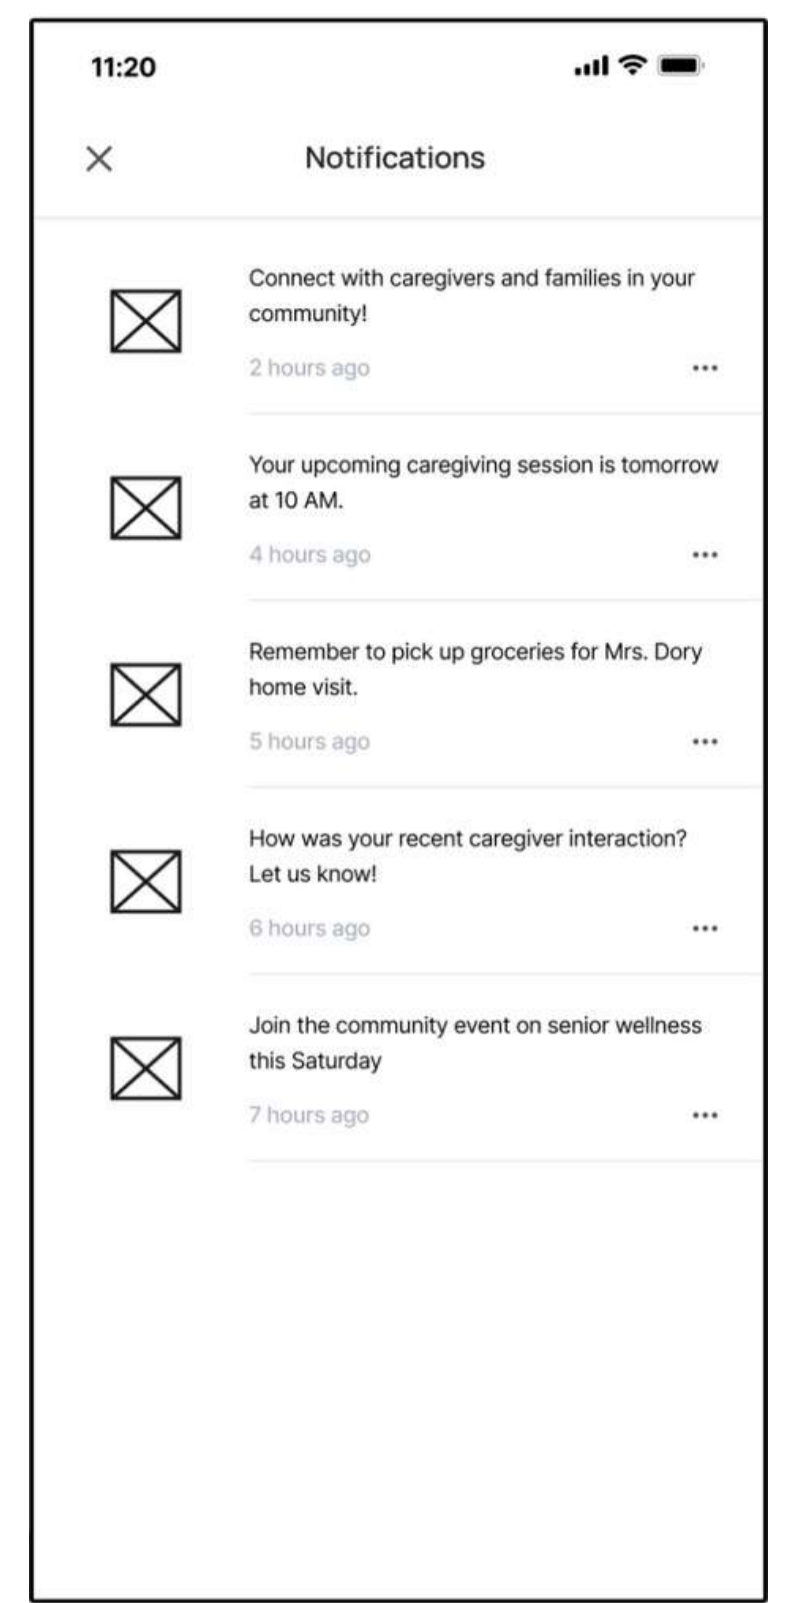 11:20
Notifications
Connect with caregivers and families in your
community!
2 hours ago
Your upcoming caregiving session is tomorrow
at 10 AM.
4 hours ago
Remember to pick up groceries for Mrs. Dory
home visit.
5 hours ago
How was your recent caregiver interaction?
Let us know!
6 hours ago
Join the community event on senior wellness
this Saturday
7 hours ago